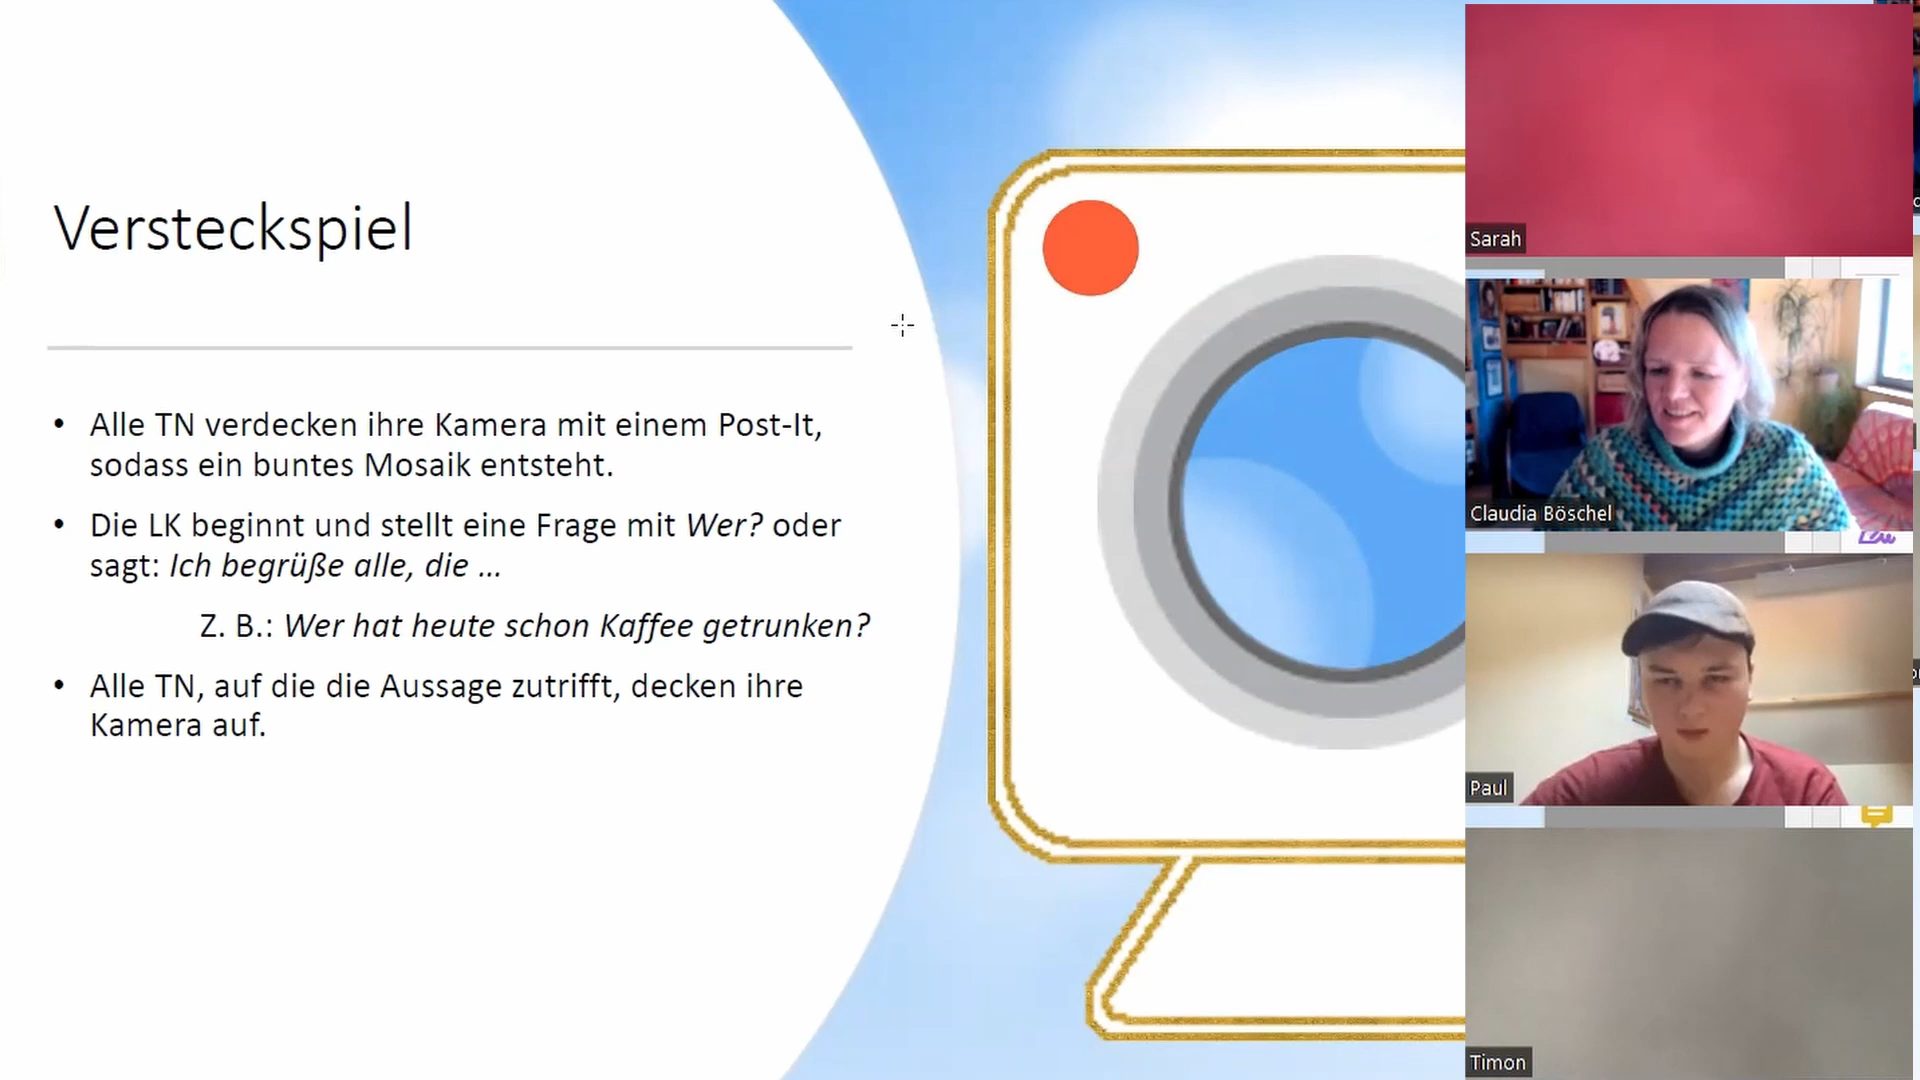 Versteckspiel
• Alle TN verdecken ihre Kamera mit einem Post-It,
sodass ein buntes Mosaik entsteht.
• Die LK beginnt und stellt eine Frage mit Wer? oder
sagt: Ich begrüße alle, die ...
Z. B.: Wer hat heute schon Kaffee getrunken?
• Alle TN, auf die die Aussage zutrifft, decken ihre
Kamera auf.
Sarah
Claudia Böschel
Paul
Timon